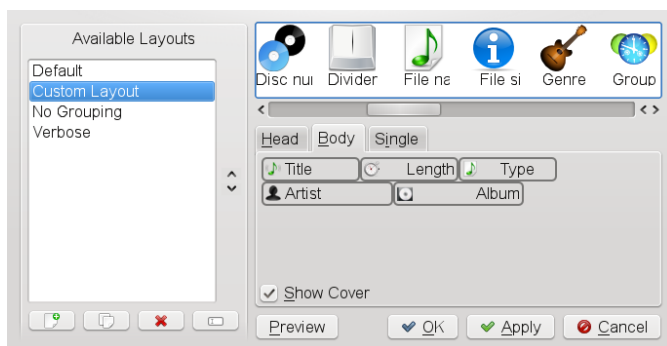 Available Layouts
Default
Custom Layout
No Grouping
Verbose
Disc nui Divider File na File si Genre Group
Head Body Single
Title Length Type
Artist Album
Show Cover
Preview OK Apply Cancel